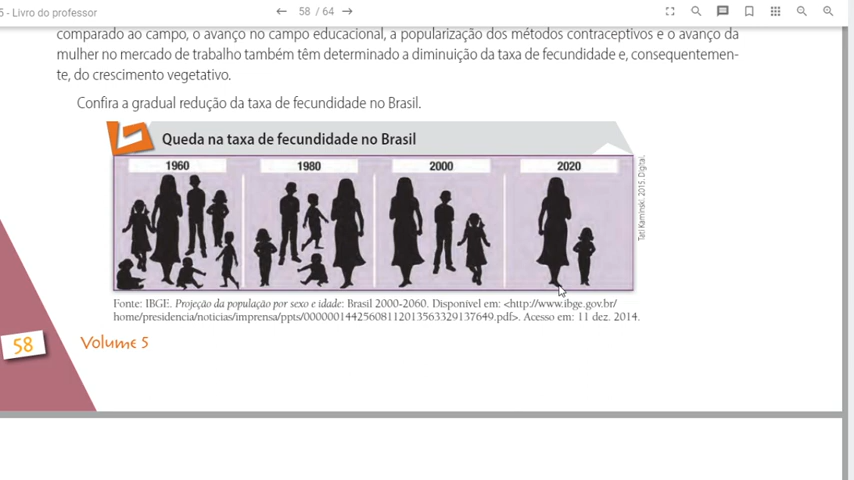 5 - Livro do professor
58 / 64
comparado ao campo, o avanço no campo educacional, a popularização dos métodos contraceptivos e o avanço da
mulher no mercado de trabalho também têm determinado a diminuição da taxa de fecundidade e, consequentemen-
te, do crescimento vegetativo.
Confira a gradual redução da taxa de fecundidade no Brasil.
Queda na taxa de fecundidade no Brasil
1960 1980 2000 2020
Tati Kaminski. 2015. Digital.
Fonte: IBGE. Projeção da população por sexo e idade: Brasil 2000-2060. Disponível em: <http://www.ibge.gov.br/
home/presidencia/noticias/imprensa/ppts/00000014425608112013563329137649.pdf>. Acesso em: 11 dez. 2014.
58
Volume 5